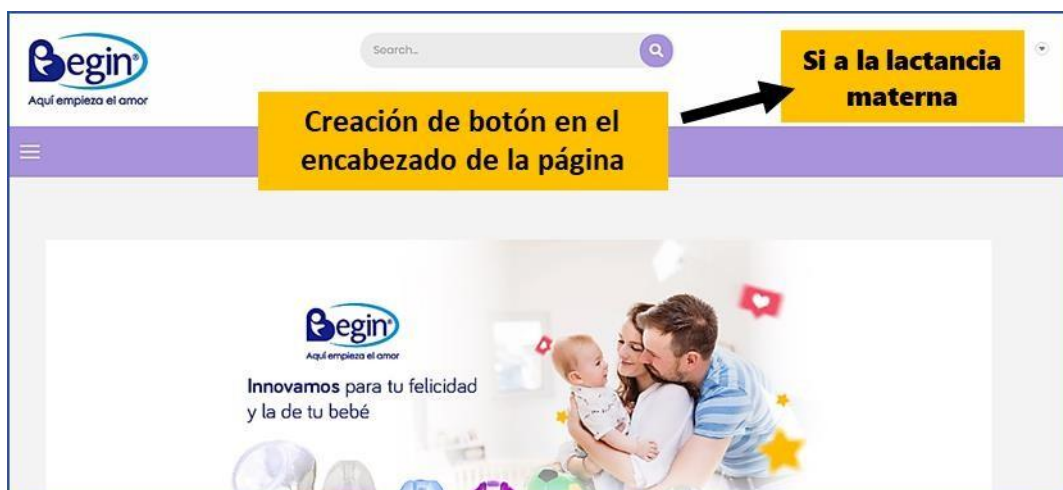 Begin®
Aquí empieza el amor
Search..
Si a la lactancia
materna
Creación de botón en el
encabezado de la página
Begin®
Aquí empieza el amor
Innovamos para tu felicidad
y la de tu bebé